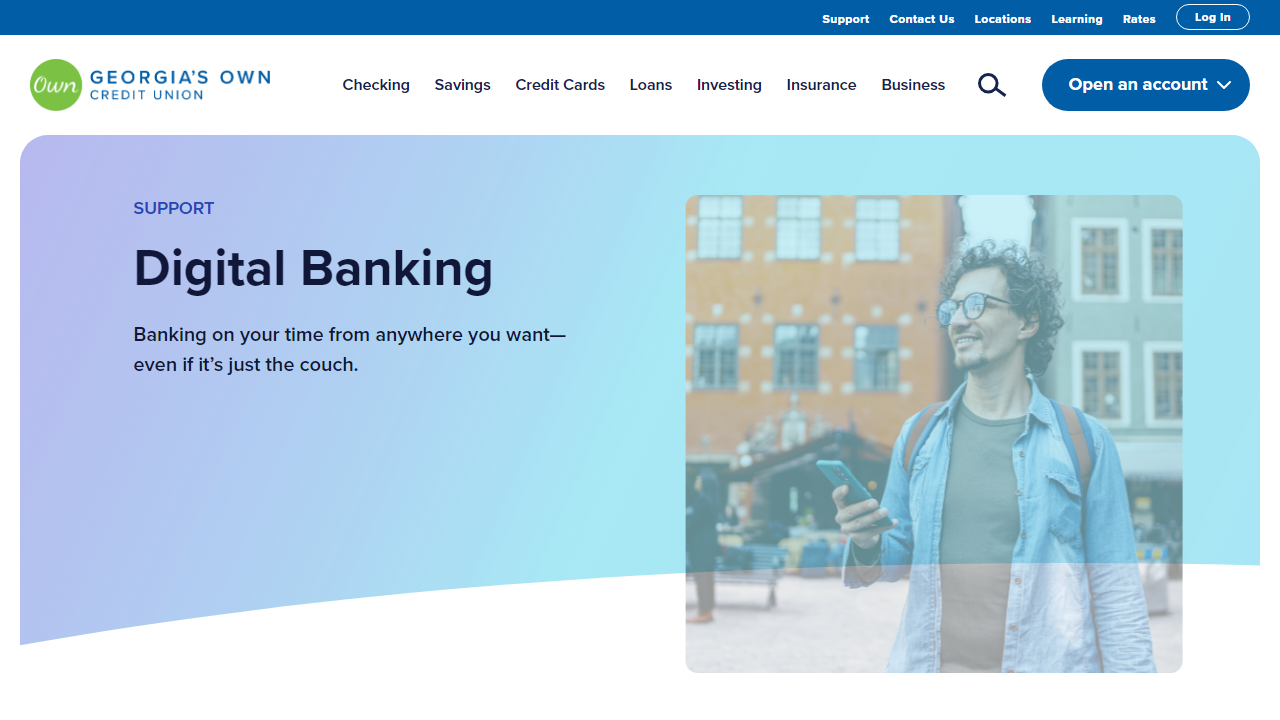 Support Contact Us Locations Learning Rates Log In
Own GEORGIA'S OWN
CREDIT UNION
Checking Savings Credit Cards Loans Investing Insurance Business Open an account
SUPPORT
Digital Banking
Banking on your time from anywhere you want—
even if it’s just the couch.